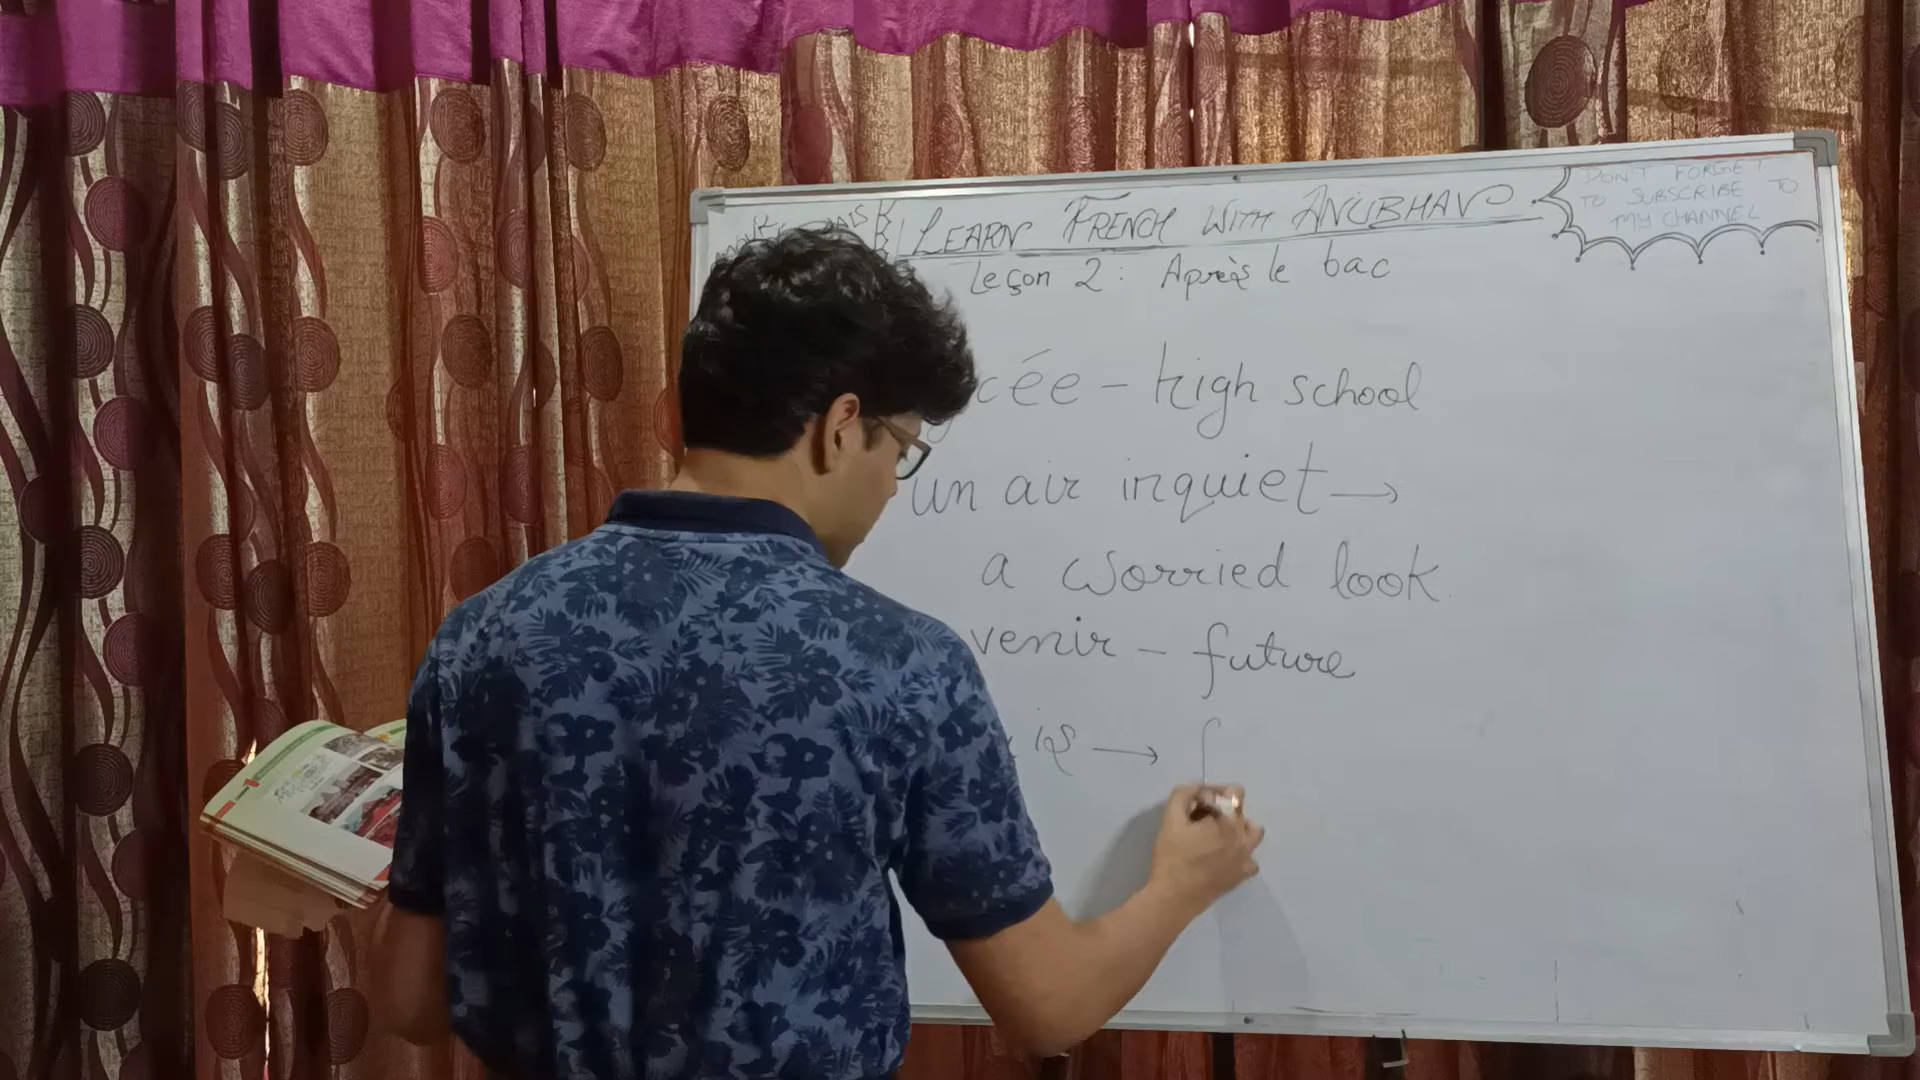 LEARN FRENCH WITH ANUBHAV
DON'T FORGET
TO SUBSCRIBE TO
MY CHANNEL
Leçon 2: Après le bac
cée - high school
un air inquiet →
a worried look
venir - future
is → f